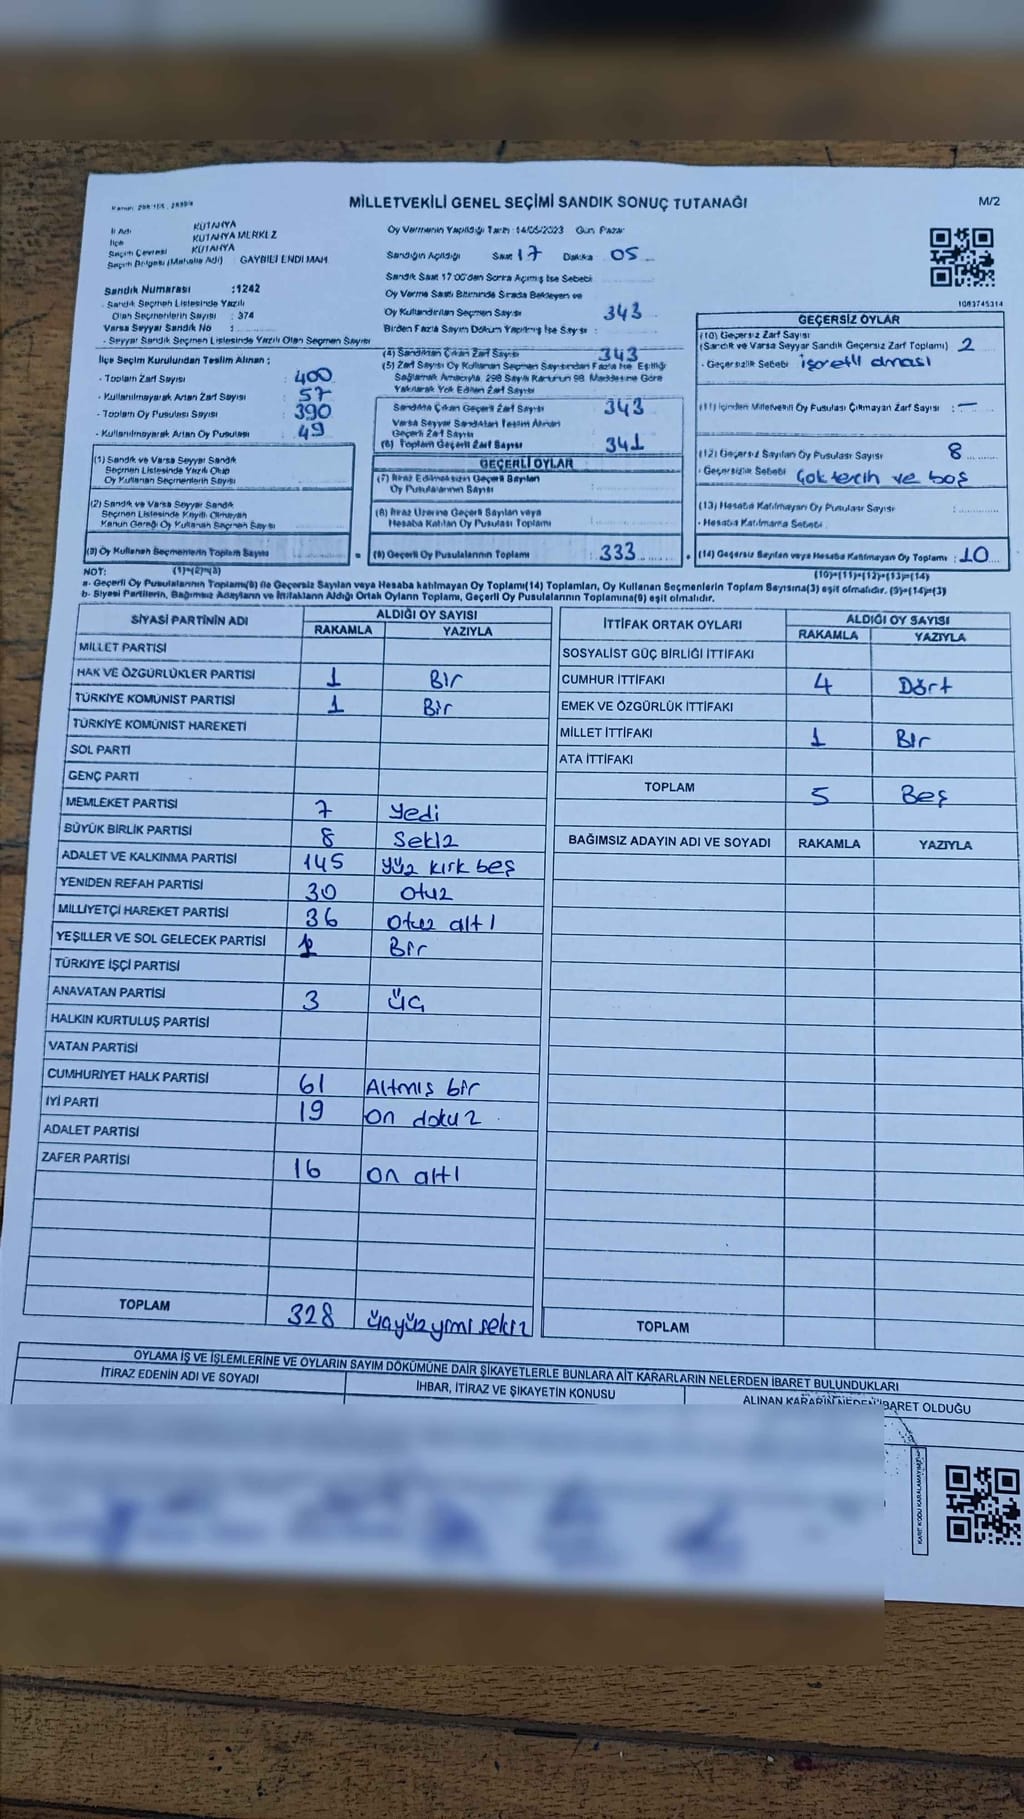 MİLLETVEKİLİ GENEL SEÇİMİ SANDIK SONUÇ TUTANAĞI
M/2
İl Adı KÜTAHYA
İlçe KÜTAHYA MERKEZ
Seçim Çevresi KÜTAHYA
Seçim Bölgesi (Mahalle Adı) : GAYBİLİ EFENDİ MAH
Oy Vermenin Yapıldığı Tarih : 14/05/2023 Gün Pazar
Sandığın Açıldığı Saat 17 Dakika 05
Sandık Saat 17 00'den Sonra Açılmış İse Sebebi
Oy Verme Saati Bitiminde Sırada Bekleyen ve
Oy Kullandırılan Seçmen Sayısı 343
Birden Fazla Sayım Döküm Yapılmış İse Sayısı :
1083745314
Sandık Numarası :1242
- Sandık Seçmen Listesinde Yazılı
Olan Seçmenlerin Sayısı : 374
Varsa Seyyar Sandık No :
- Seyyar Sandık Seçmen Listesinde Yazılı Olan Seçmen Sayısı
İlçe Seçim Kurulundan Teslim Alınan :
- Toplam Zarf Sayısı : 400
- Kullanılmayarak Artan Zarf Sayısı : 57
- Toplam Oy Pusulası Sayısı : 390
- Kullanılmayarak Artan Oy Pusulası : 49
(1) Sandık ve Varsa Seyyar Sandık
Seçmen Listesinde Yazılı Olup
Oy Kullanan Seçmenlerin Sayısı
(2) Sandık ve Varsa Seyyar Sandık
Seçmen Listesinde Kayıtlı Olmayan
Kanun Gereği Oy Kullanan Seçmen Sayısı
(3) Oy Kullanan Seçmenlerin Toplam Sayısı
(4) Sandıktan Çıkan Zarf Sayısı 343
(5) Zarf Sayısı Oy Kullanan Seçmen Sayısından Fazla İse Eşitliği
Sağlamak Amacıyla, 298 Sayılı Kanunun 98. Maddesine Göre
Yakılarak Yok Edilen Zarf Sayısı
Sandıkta Çıkan Geçerli Zarf Sayısı 343
Varsa Seyyar Sandıktan Teslim Alınan
Geçerli Zarf Sayısı
(6) Toplam Geçerli Zarf Sayısı 341
GEÇERLİ OYLAR
(7) İtiraz Edilmeksizin Geçerli Sayılan
Oy Pusulalarının Sayısı
(8) İtiraz Üzerine Geçerli Sayılan veya
Hesaba Katılan Oy Pusulası Toplamı
= (9) Geçerli Oy Pusulalarının Toplamı : 333
GEÇERSİZ OYLAR
(10) Geçersiz Zarf Sayısı
(Sandık ve Varsa Seyyar Sandık Geçersiz Zarf Toplamı) 2
- Geçersizlik Sebebi işretli olması
(11) İçinden Milletvekili Oy Pusulası Çıkmayan Zarf Sayısı : –
(12) Geçersiz Sayılan Oy Pusulası Sayısı 8
- Geçersizlik Sebebi Çok tercih ve boş
(13) Hesaba Katılmayan Oy Pusulası Sayısı :
- Hesaba Katılmama Sebebi
(14) Geçersiz Sayılan veya Hesaba Katılmayan Oy Toplamı : 10
NOT: (1)+(2)=(3) (10)+(11)+(12)+(13)=(14)
a- Geçerli Oy Pusulalarının Toplamı(9) ile Geçersiz Sayılan veya Hesaba katılmayan Oy Toplamı(14) Toplamları, Oy Kullanan Seçmenlerin Toplam Sayısına(3) eşit olmalıdır. (9)+(14)=(3)
b- Siyasi Partilerin, Bağımsız Adayların ve İttifakların Aldığı Ortak Oyların Toplamı, Geçerli Oy Pusulalarının Toplamına(9) eşit olmalıdır.
SİYASİ PARTİNİN ADI ALDIĞI OY SAYISI
RAKAMLA YAZIYLA
MİLLET PARTİSİ
HAK VE ÖZGÜRLÜKLER PARTİSİ 1 Bir
TÜRKİYE KOMÜNİST PARTİSİ 1 Bir
TÜRKİYE KOMÜNİST HAREKETİ
SOL PARTİ
GENÇ PARTİ
MEMLEKET PARTİSİ 7 yedi
BÜYÜK BİRLİK PARTİSİ 8 Sekiz
ADALET VE KALKINMA PARTİSİ 145 yüz kırk beş
YENİDEN REFAH PARTİSİ 30 otuz
MİLLİYETÇİ HAREKET PARTİSİ 36 Otuz altı
YEŞİLLER VE SOL GELECEK PARTİSİ 1 Bir
TÜRKİYE İŞÇİ PARTİSİ
ANAVATAN PARTİSİ 3 üç
HALKIN KURTULUŞ PARTİSİ
VATAN PARTİSİ
CUMHURİYET HALK PARTİSİ 61 Altmış bir
İYİ PARTİ 19 on dokuz
ADALET PARTİSİ
ZAFER PARTİSİ 16 on altı
TOPLAM 328 üçyüzyirmi sekiz
İTTİFAK ORTAK OYLARI ALDIĞI OY SAYISI
RAKAMLA YAZIYLA
SOSYALİST GÜÇ BİRLİĞİ İTTİFAKI
CUMHUR İTTİFAKI 4 Dört
EMEK VE ÖZGÜRLÜK İTTİFAKI
MİLLET İTTİFAKI 1 Bir
ATA İTTİFAKI
TOPLAM 5 Beş
BAĞIMSIZ ADAYIN ADI VE SOYADI RAKAMLA YAZIYLA
TOPLAM
OYLAMA İŞ VE İŞLEMLERİNE VE OYLARIN SAYIM DÖKÜMÜNE DAİR ŞİKAYETLERLE BUNLARA AİT KARARLARIN NELERDEN İBARET BULUNDUKLARI
İTİRAZ EDENİN ADI VE SOYADI İHBAR, İTİRAZ VE ŞİKAYETİN KONUSU ALINAN KARARIN NEDEN İBARET OLDUĞU
KARE KODU KARALAMAYINIZ